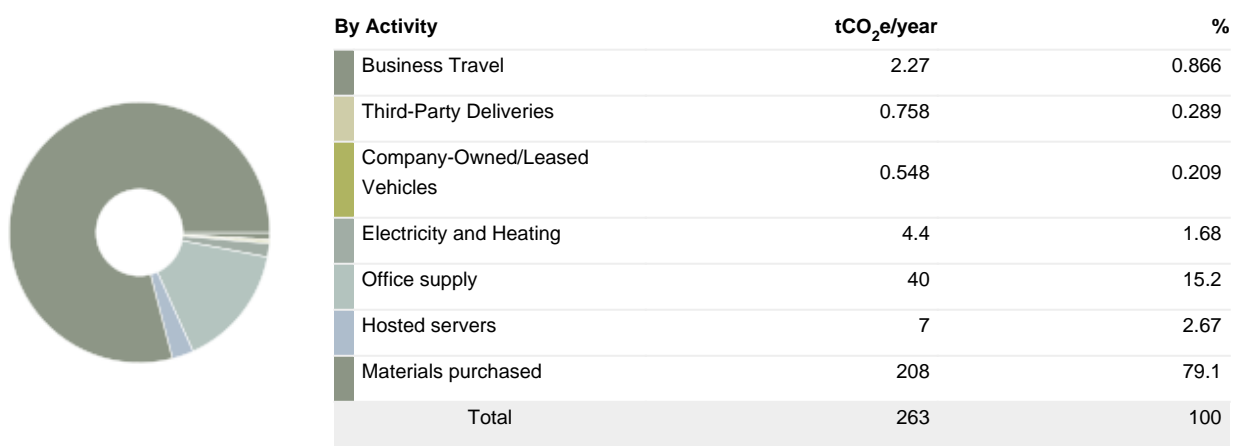 By Activity tCO2e/year %
Business Travel 2.27 0.866
Third-Party Deliveries 0.758 0.289
Company-Owned/Leased
Vehicles 0.548 0.209
Electricity and Heating 4.4 1.68
Office supply 40 15.2
Hosted servers 7 2.67
Materials purchased 208 79.1
Total 263 100